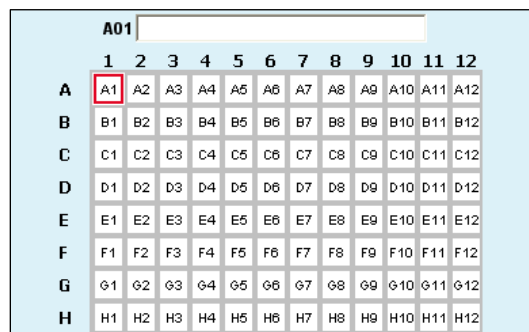 A01
1 2 3 4 5 6 7 8 9 10 11 12
A A1 A2 A3 A4 A5 A6 A7 A8 A9 A10 A11 A12
B B1 B2 B3 B4 B5 B6 B7 B8 B9 B10 B11 B12
C C1 C2 C3 C4 C5 C6 C7 C8 C9 C10 C11 C12
D D1 D2 D3 D4 D5 D6 D7 D8 D9 D10 D11 D12
E E1 E2 E3 E4 E5 E6 E7 E8 E9 E10 E11 E12
F F1 F2 F3 F4 F5 F6 F7 F8 F9 F10 F11 F12
G G1 G2 G3 G4 G5 G6 G7 G8 G9 G10 G11 G12
H H1 H2 H3 H4 H5 H6 H7 H8 H9 H10 H11 H12